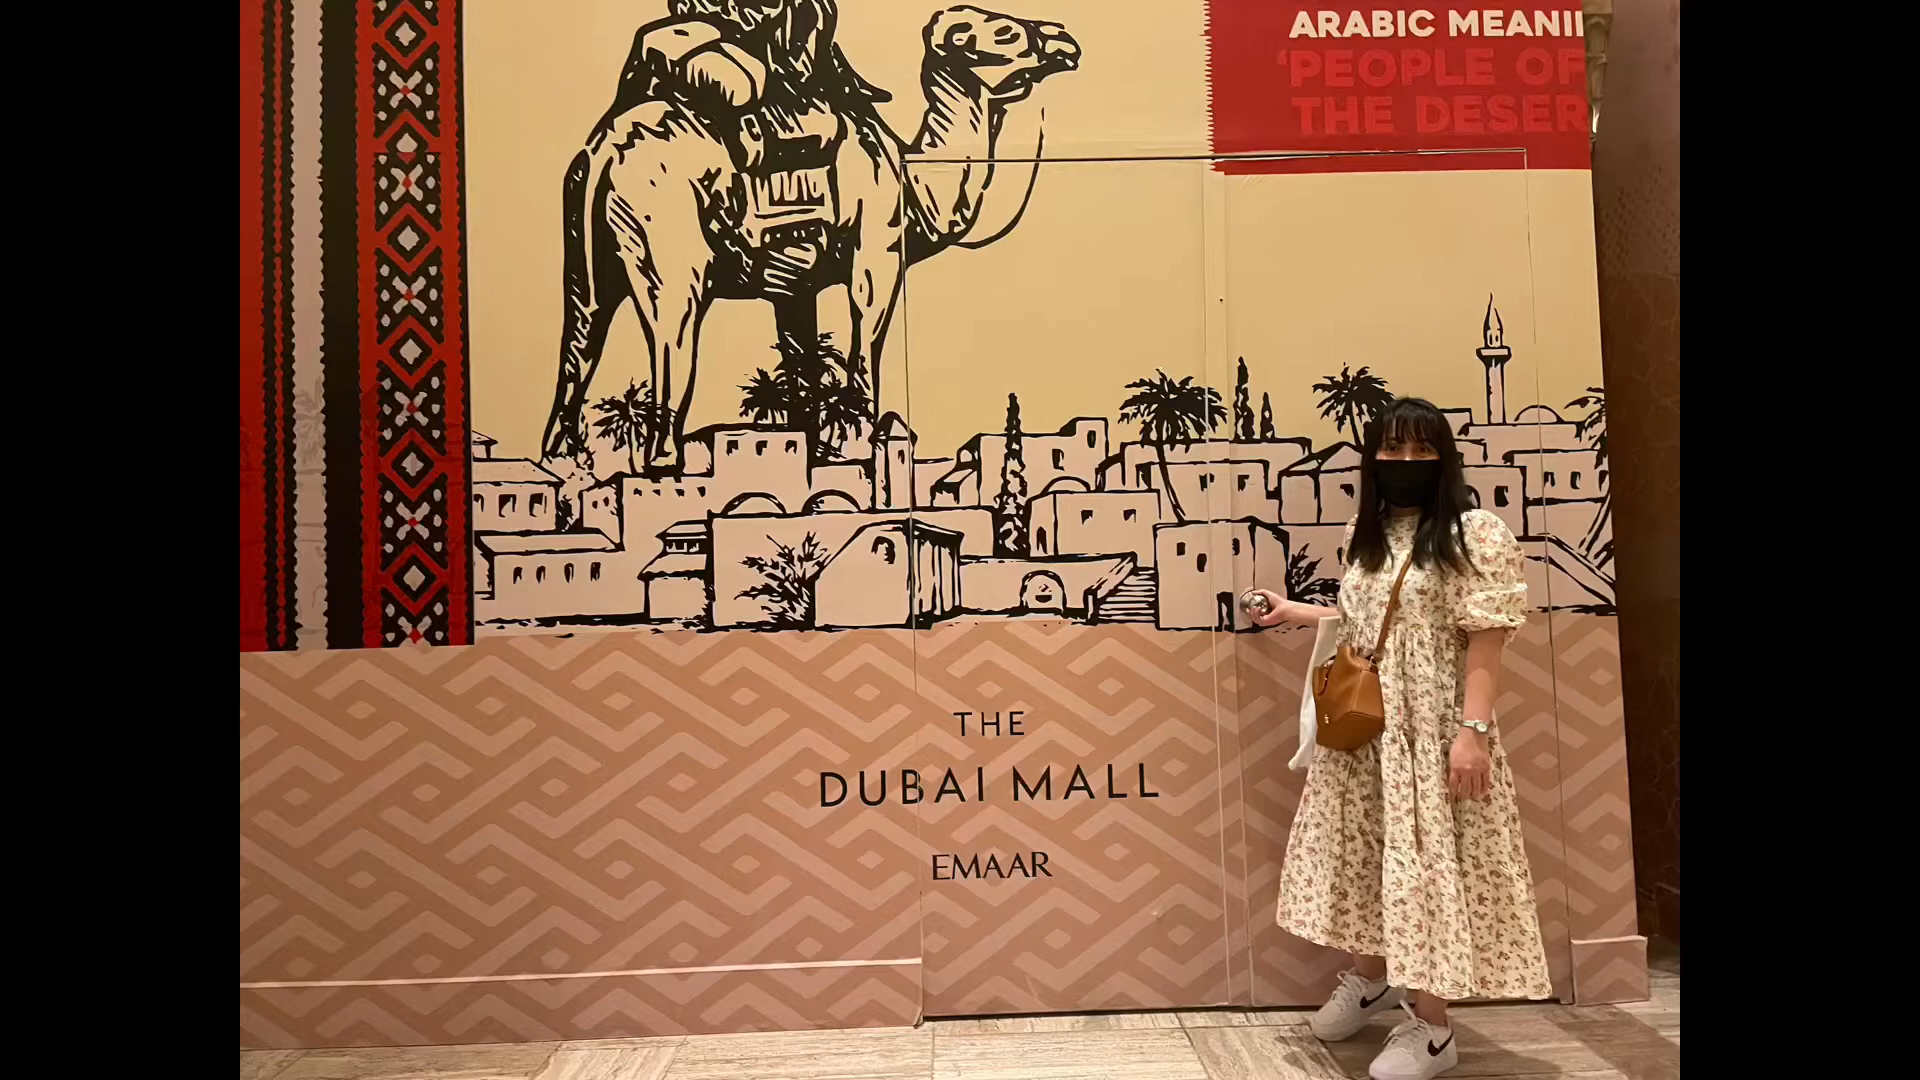 ARABIC MEANI
'PEOPLE OF
THE DESER
THE
DUBAI MALL
EMAAR